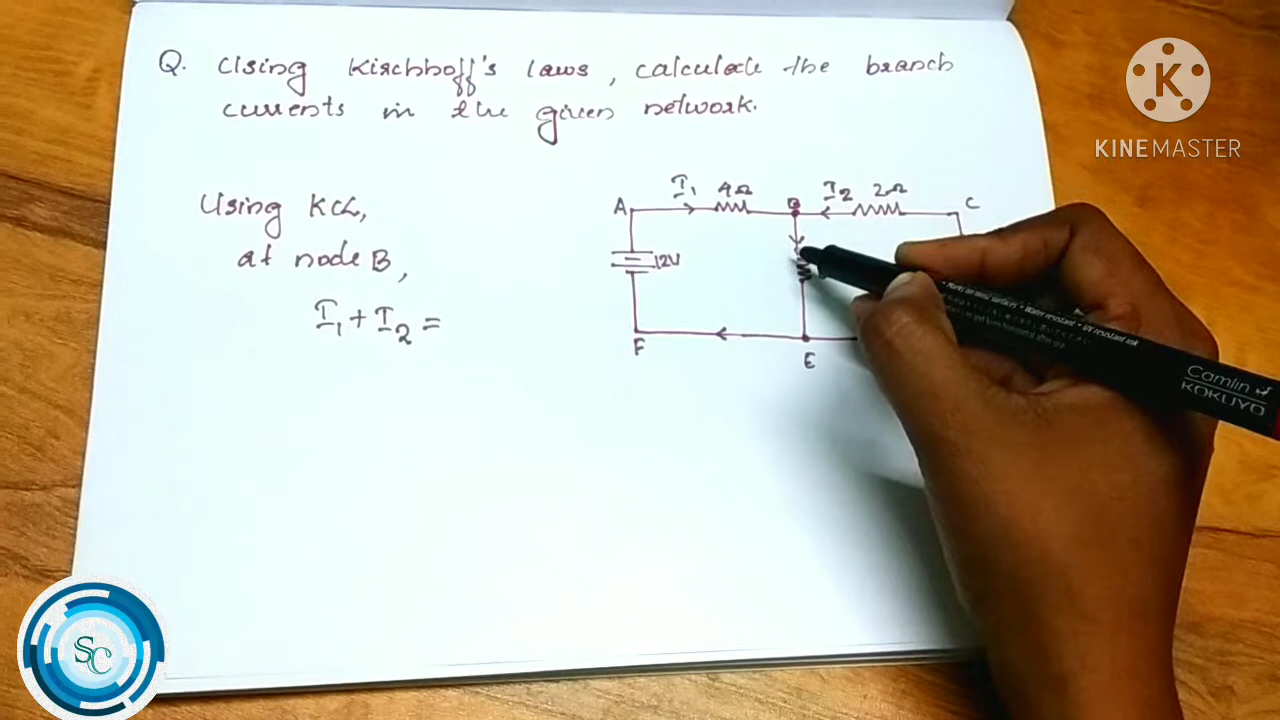 Q. Using Kirchhoff's laws, calculate the branch
currents in the given network.
Using KCL,
at node B,
I1 + I2 =
A
I1
4Ω
B
I2
2Ω
C
12V
F
E
K
KINEMASTER
Camlin
KOKUYO
SC